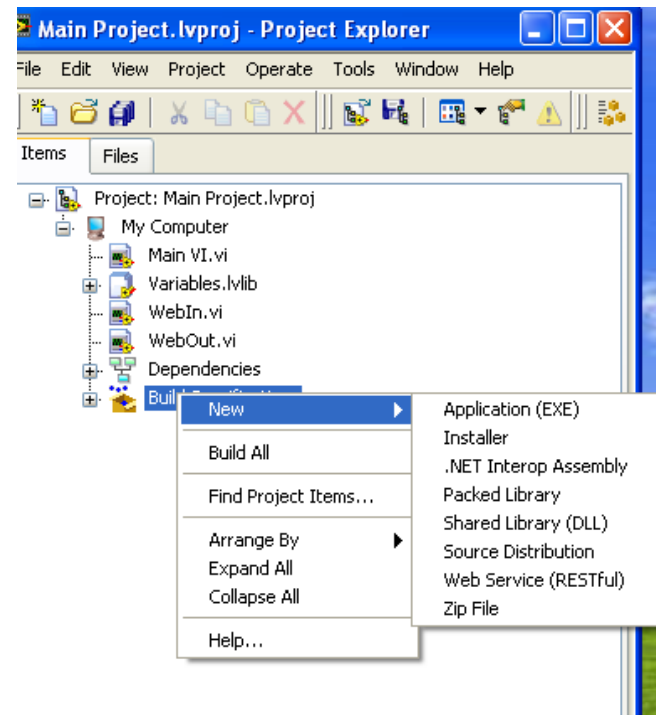 Main Project.lvproj - Project Explorer
File Edit View Project Operate Tools Window Help
Items Files
Project: Main Project.lvproj
My Computer
Main VI.vi
Variables.lvlib
WebIn.vi
WebOut.vi
Dependencies
New
Build All
Find Project Items...
Arrange By
Expand All
Collapse All
Help...
Application (EXE)
Installer
.NET Interop Assembly
Packed Library
Shared Library (DLL)
Source Distribution
Web Service (RESTful)
Zip File